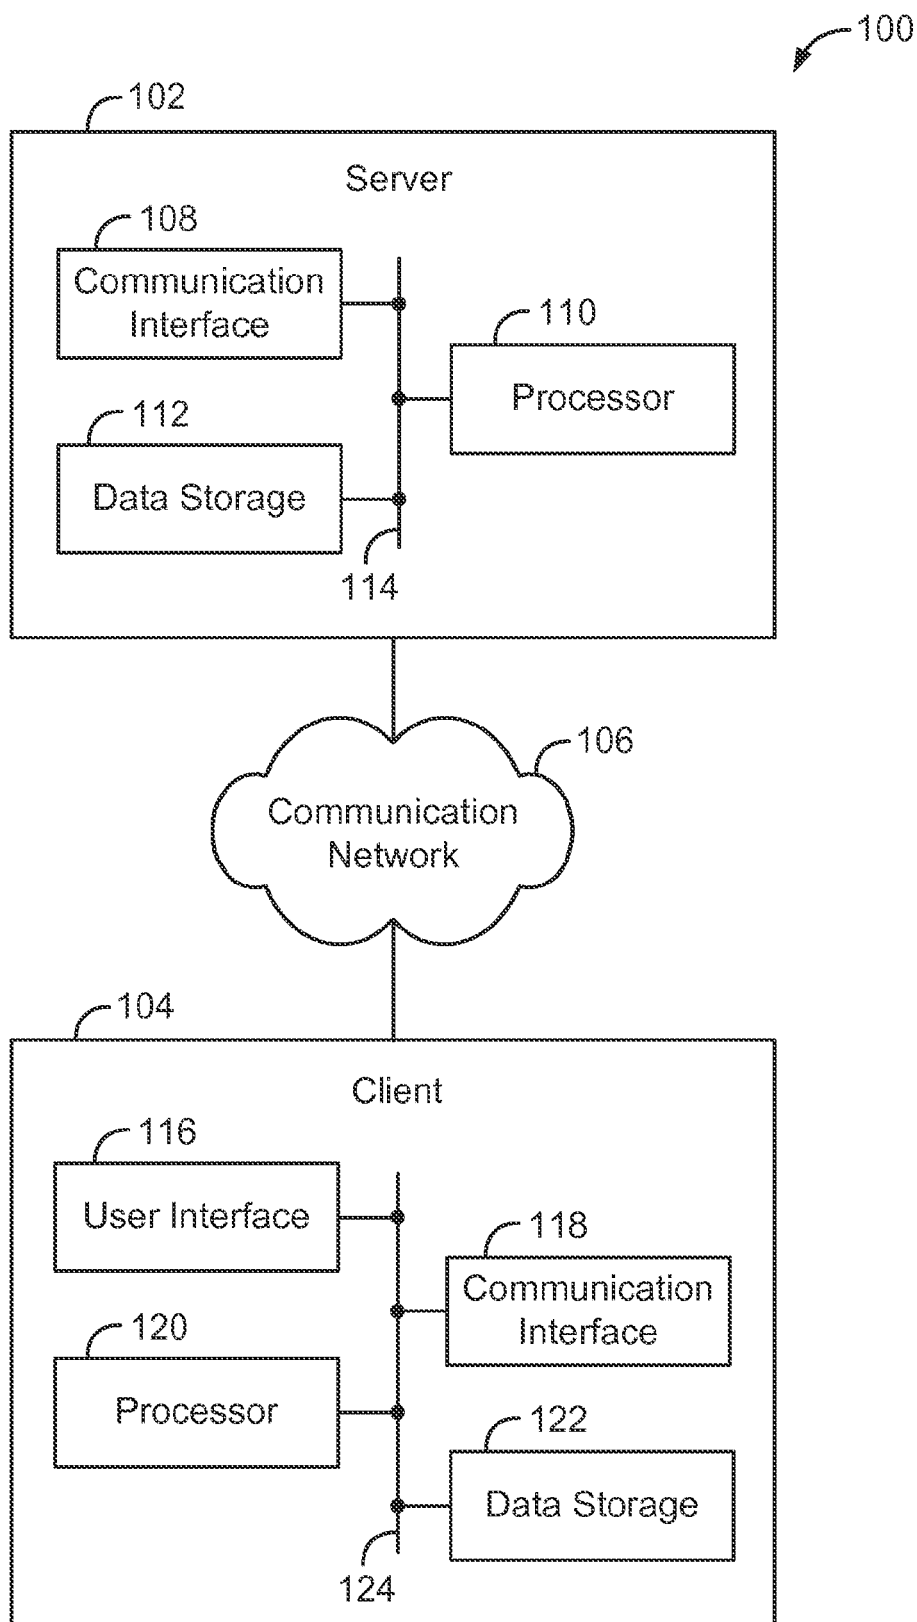 100
102
Server
108
Communication
Interface
110
Processor
112
Data Storage
114
106
Communication
Network
104
Client
116
User Interface
118
Communication
Interface
120
Processor
122
Data Storage
124